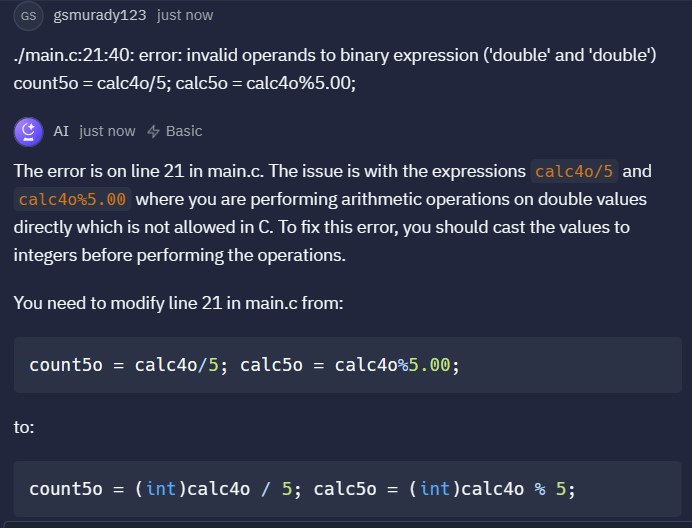 GS gsmurady123 just now
./main.c:21:40: error: invalid operands to binary expression ('double' and 'double')
count5o = calc4o/5; calc5o = calc4o%5.00;
AI just now Basic
The error is on line 21 in main.c. The issue is with the expressions calc4o/5 and
calc4o%5.00 where you are performing arithmetic operations on double values
directly which is not allowed in C. To fix this error, you should cast the values to
integers before performing the operations.
You need to modify line 21 in main.c from:
count5o = calc4o/5; calc5o = calc4o%5.00;
to:
count5o = (int)calc4o / 5; calc5o = (int)calc4o % 5;